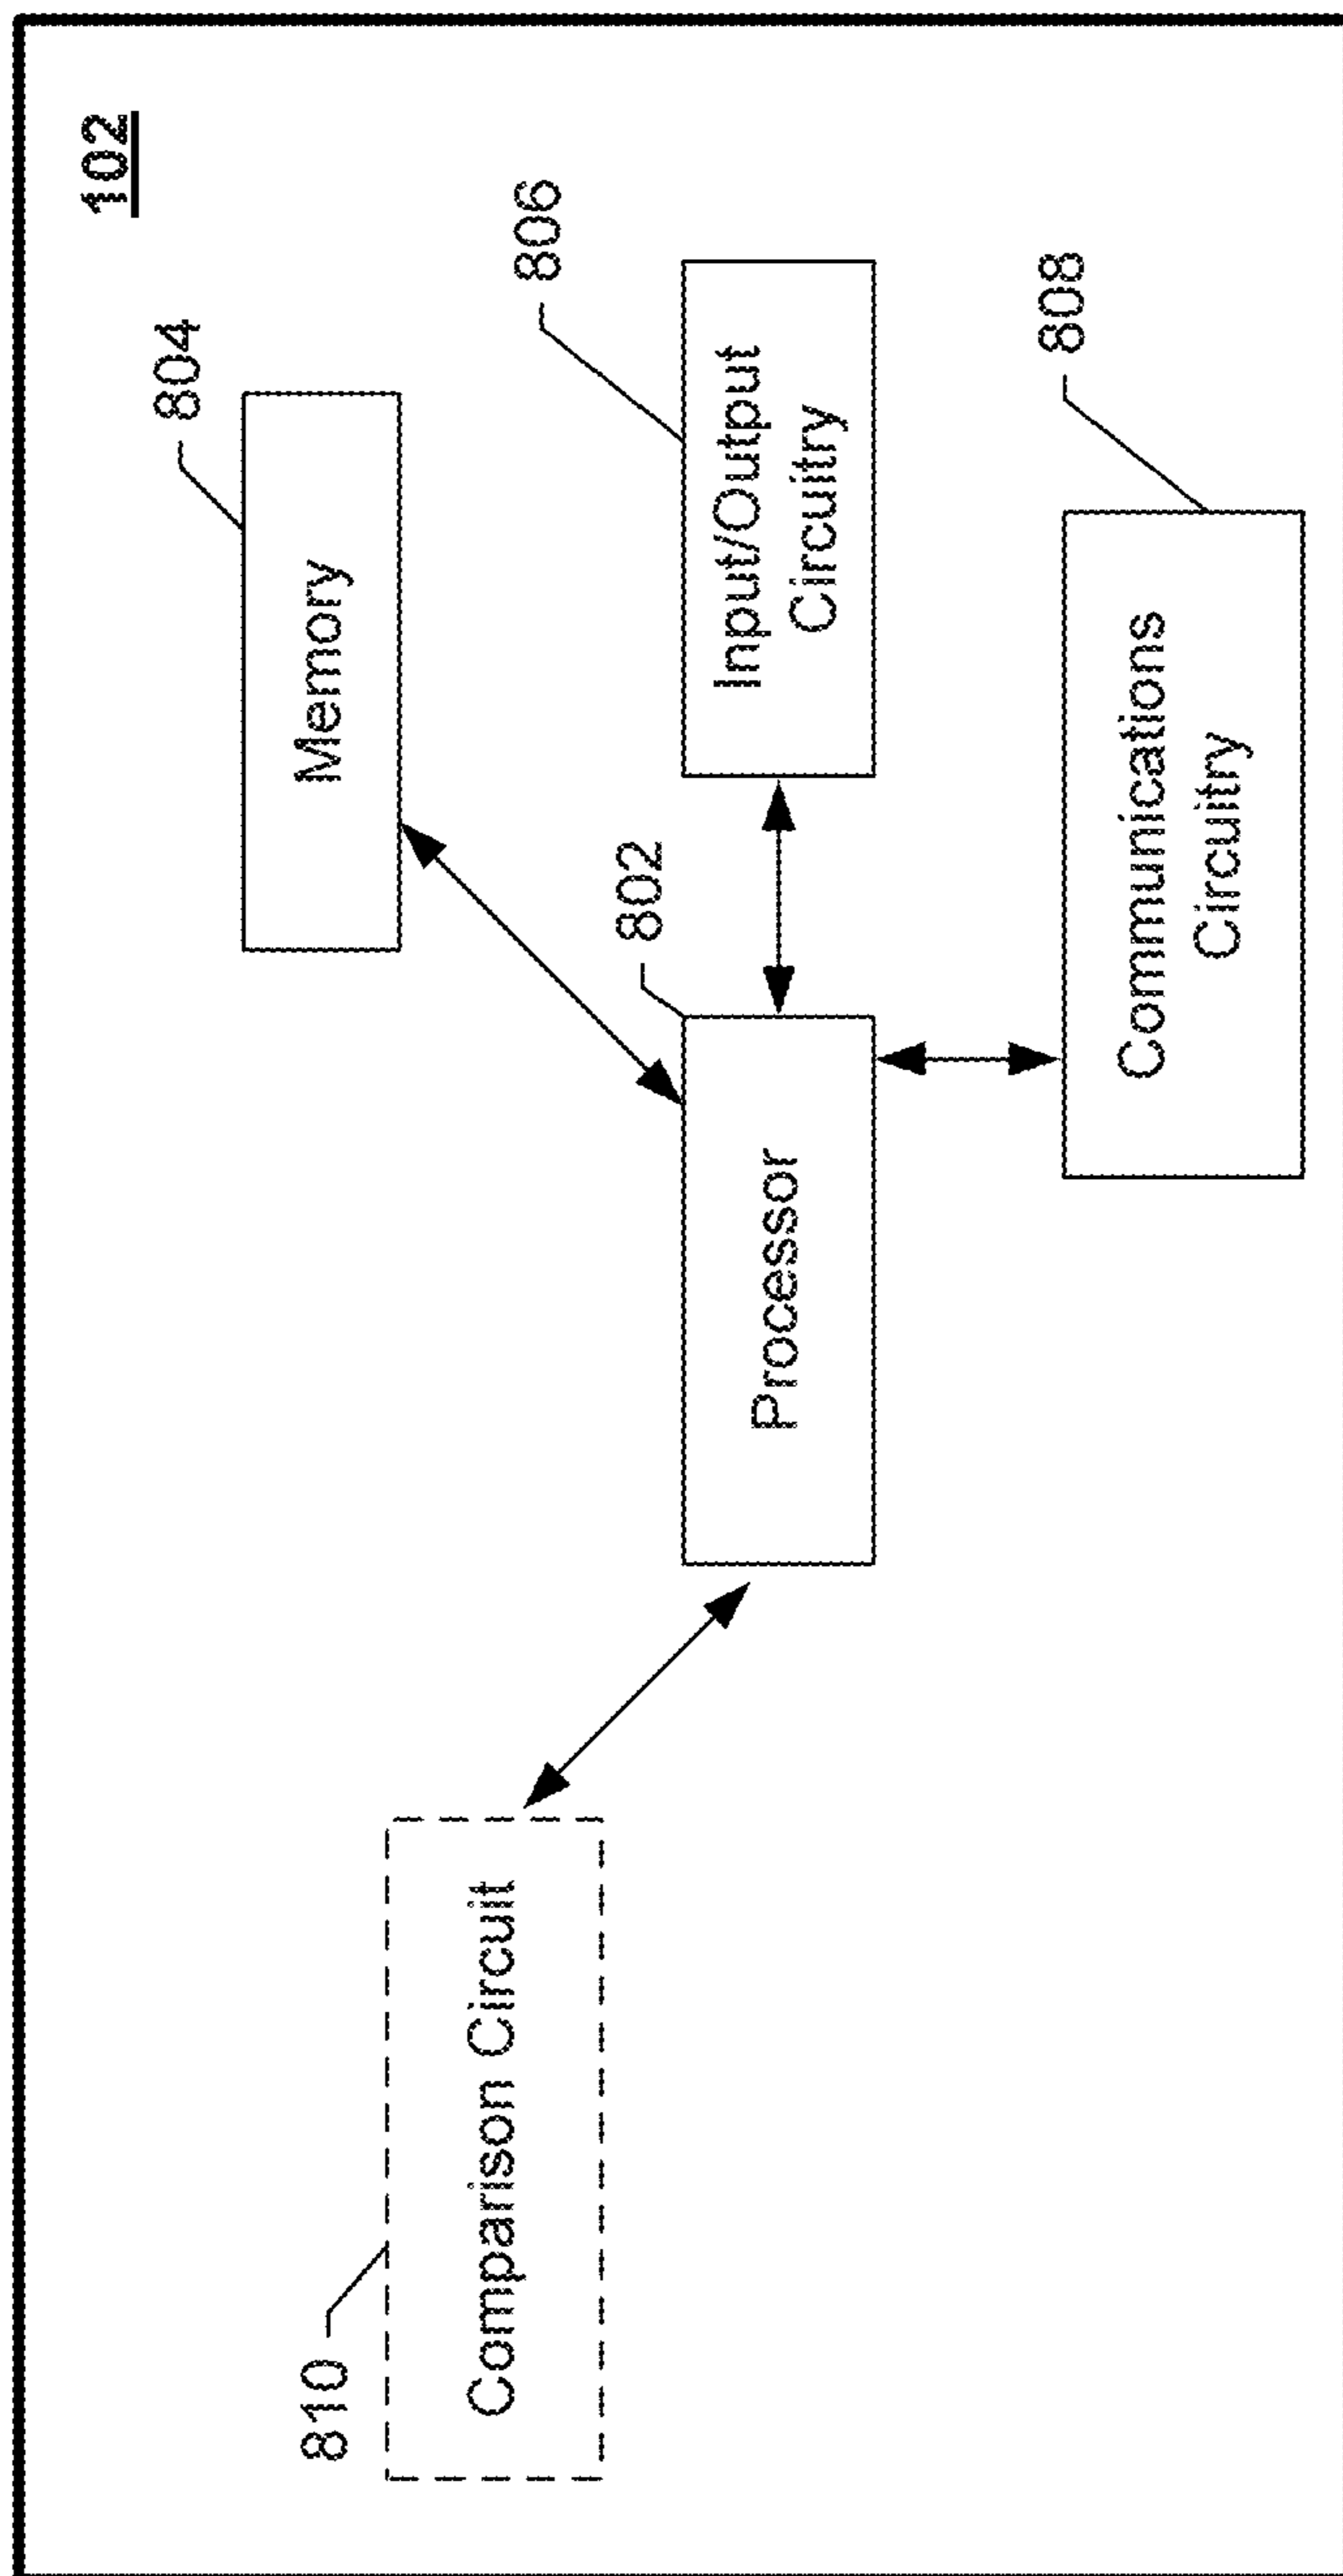 102
804
Memory
806
Input/Output
Circuitry
810
Comparison Circuit
802
Processor
808
Communications
Circuitry